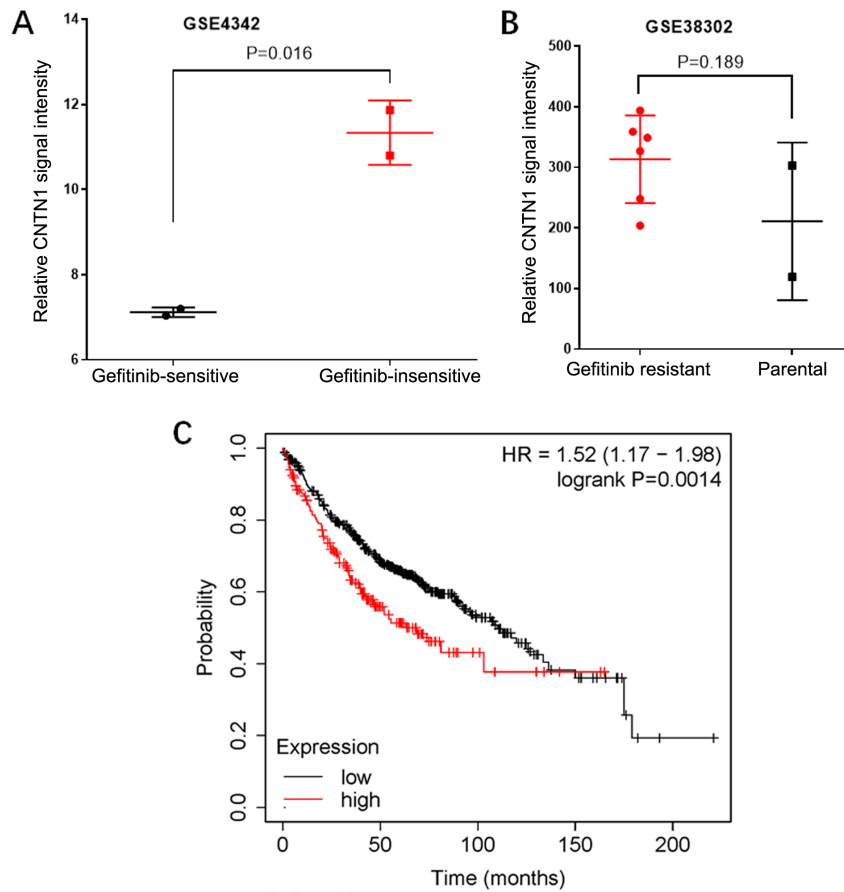 A
GSE4342
P=0.016
Relative CNTN1 signal intensity
14
12
10
8
6
Gefitinib-sensitive
Gefitinib-insensitive
B
GSE38302
P=0.189
Relative CNTN1 signal intensity
500
400
300
200
100
0
Gefitinib resistant
Parental
C
HR = 1.52 (1.17 − 1.98)
logrank P=0.0014
Probability
1.0
0.8
0.6
0.4
0.2
0.0
Expression
low
high
0
50
100
150
200
Time (months)